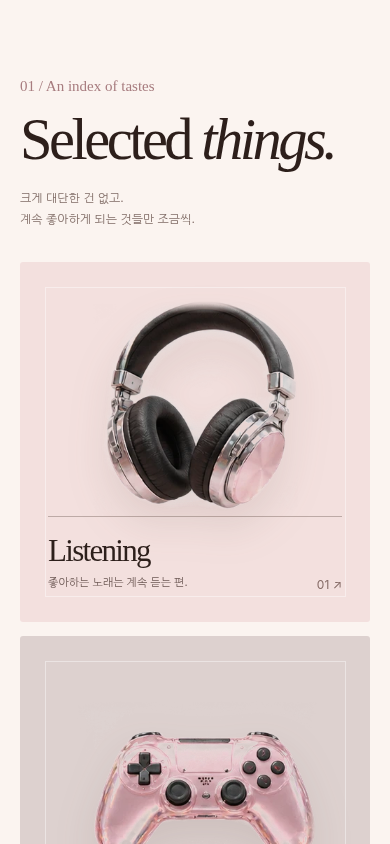 01 / An index of tastes
Selected things.
크게 대단한 건 없고.
계속 좋아하게 되는 것들만 조금씩.
Listening
좋아하는 노래는 계속 듣는 편.
01 ↗